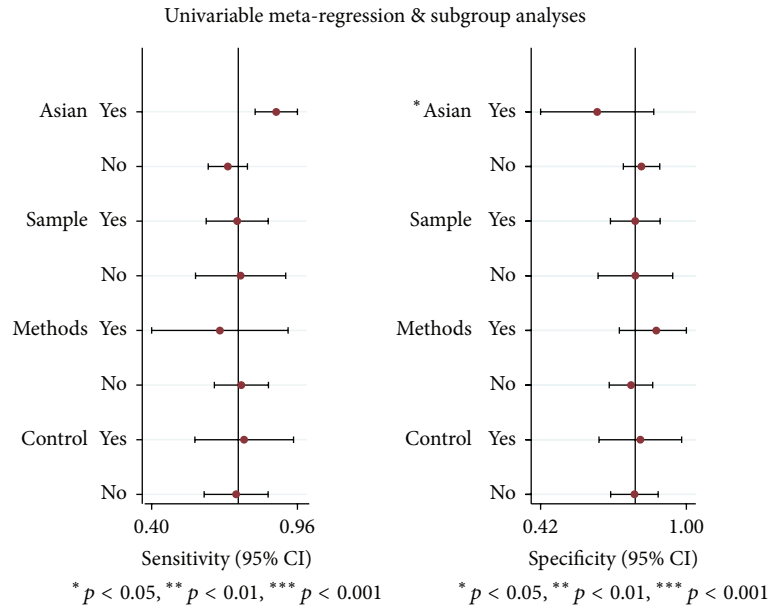 Univariable meta-regression & subgroup analyses
Asian Yes
No
Sample Yes
No
Methods Yes
No
Control Yes
No
0.40 0.96
Sensitivity (95% CI)
* p < 0.05, ** p < 0.01, *** p < 0.001
* Asian Yes
No
Sample Yes
No
Methods Yes
No
Control Yes
No
0.42 1.00
Specificity (95% CI)
* p < 0.05, ** p < 0.01, *** p < 0.001